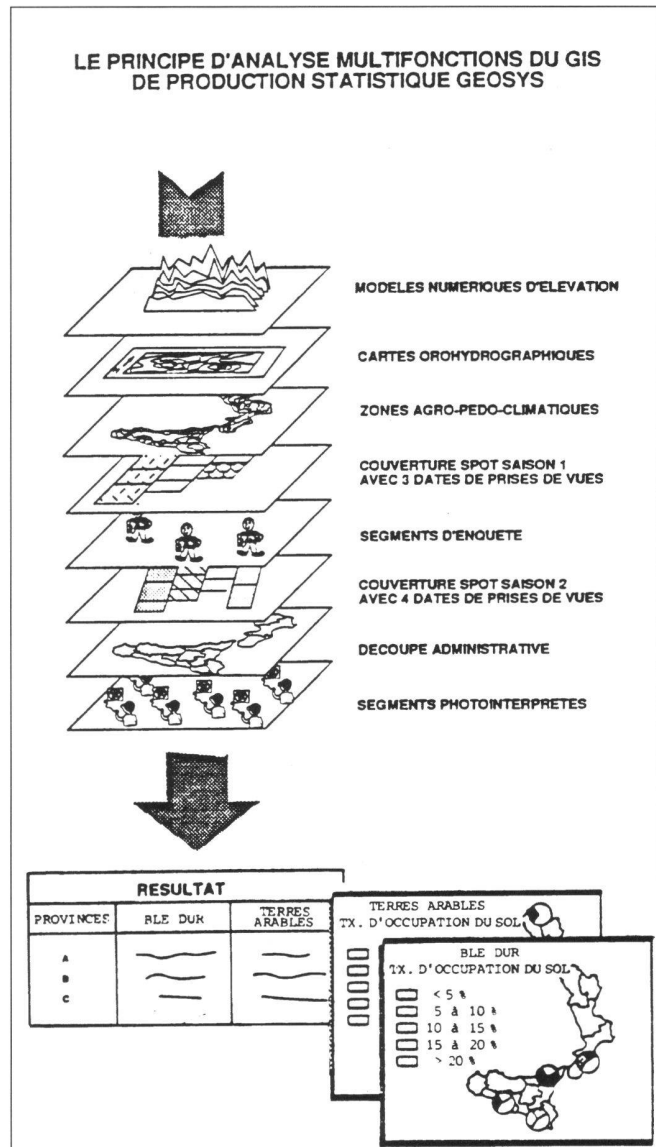 LE PRINCIPE D'ANALYSE MULTIFONCTIONS DU GIS
DE PRODUCTION STATISTIQUE GEOSYS
MODELES NUMERIQUES D'ELEVATION
CARTES OROHYDROGRAPHIQUES
ZONES AGRO-PEDO-CLIMATIQUES
COUVERTURE SPOT SAISON 1
AVEC 3 DATES DE PRISES DE VUES
SEGMENTS D'ENQUETE
COUVERTURE SPOT SAISON 2
AVEC 4 DATES DE PRISES DE VUES
DECOUPE ADMINISTRATIVE
SEGMENTS PHOTOINTERPRETES
RESULTAT
PROVINCES
BLE DUR
TERRES
ARABLES
A
B
C
TERRES ARABLES
TX. D'OCCUPATION DU SOL
BLE DUR
TX. D'OCCUPATION DU SOL
< 5 %
5 à 10 %
10 à 15%
15 à 20 %
> 20 %